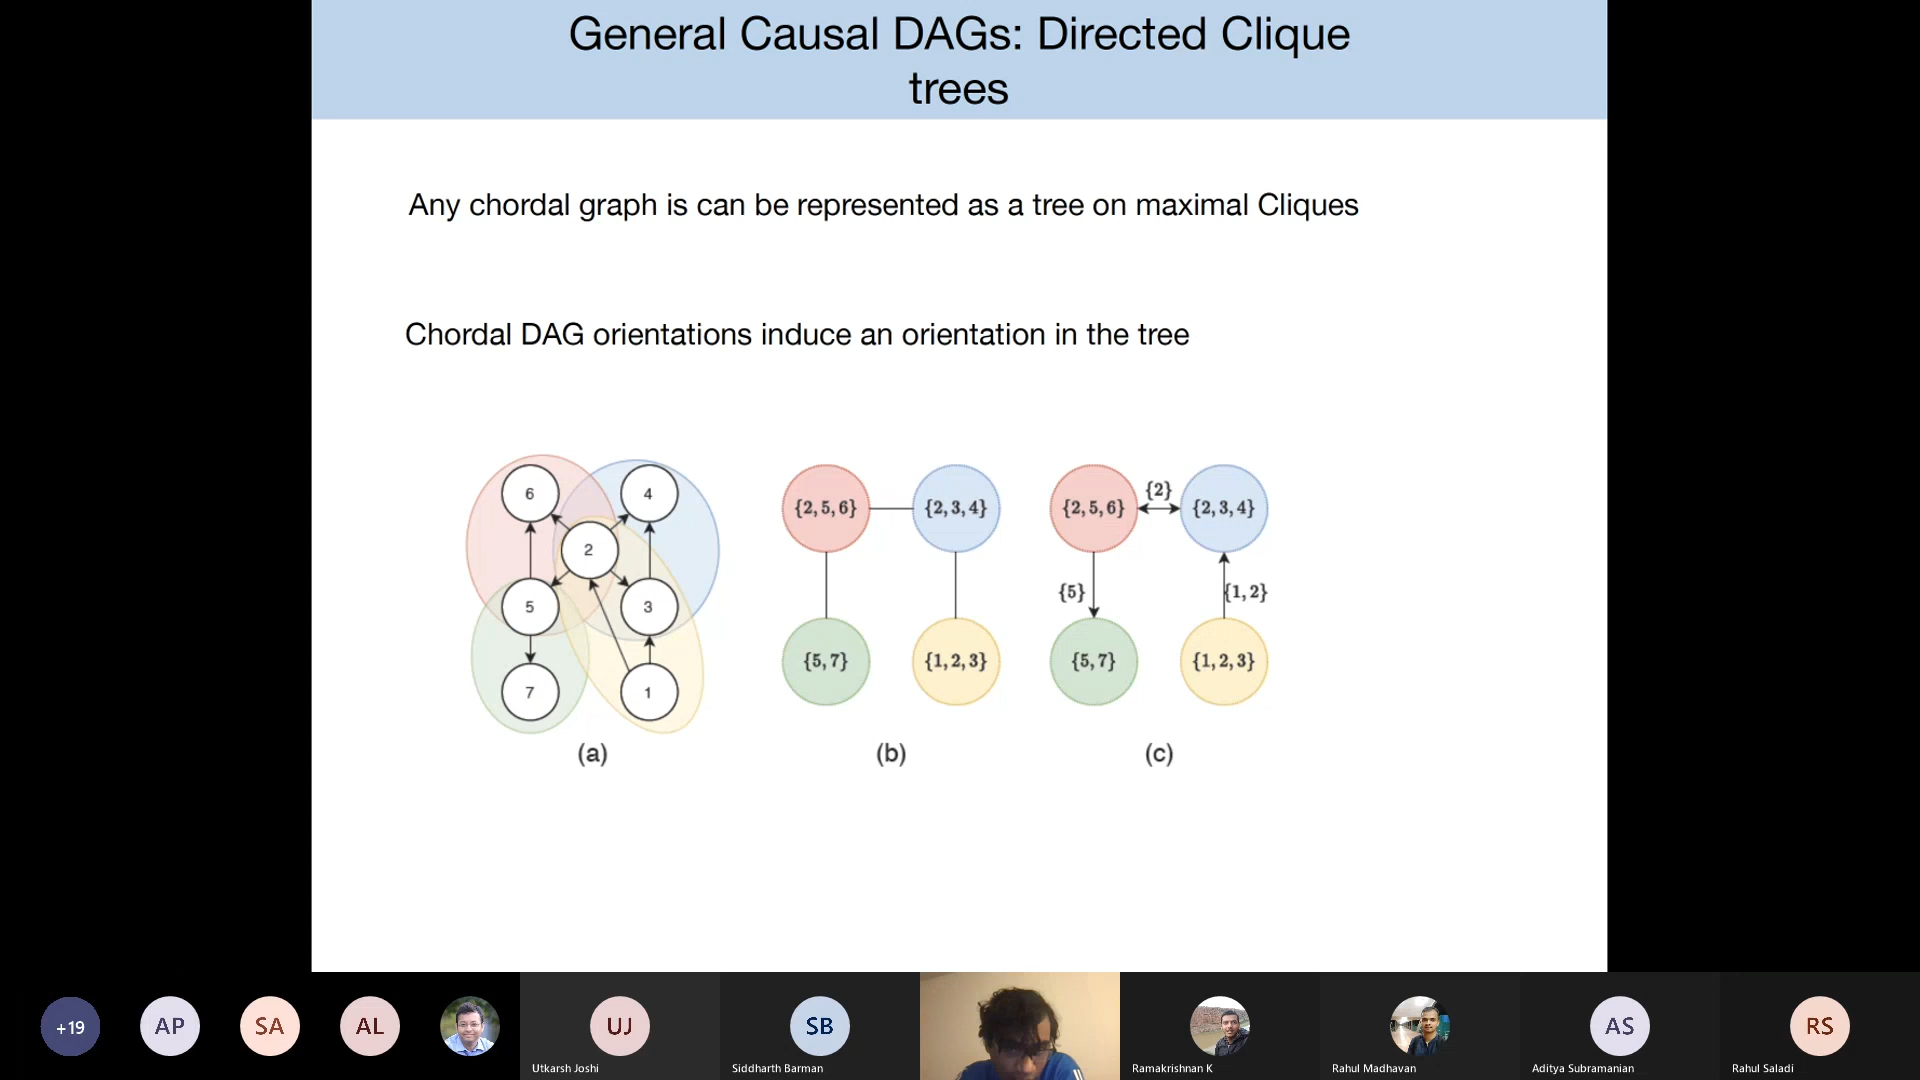 General Causal DAGs: Directed Clique
trees
Any chordal graph is can be represented as a tree on maximal Cliques
Chordal DAG orientations induce an orientation in the tree
6
4
2
5
3
7
1
(a)
{2, 5, 6}
{2, 3, 4}
{5, 7}
{1, 2, 3}
(b)
{2, 5, 6}
{2}
{2, 3, 4}
{5}
{1, 2}
{5, 7}
{1, 2, 3}
(c)
+19
AP
SA
AL
UJ
Utkarsh Joshi
SB
Siddharth Barman
Ramakrishnan K
Rahul Madhavan
AS
Aditya Subramanian
RS
Rahul Saladi